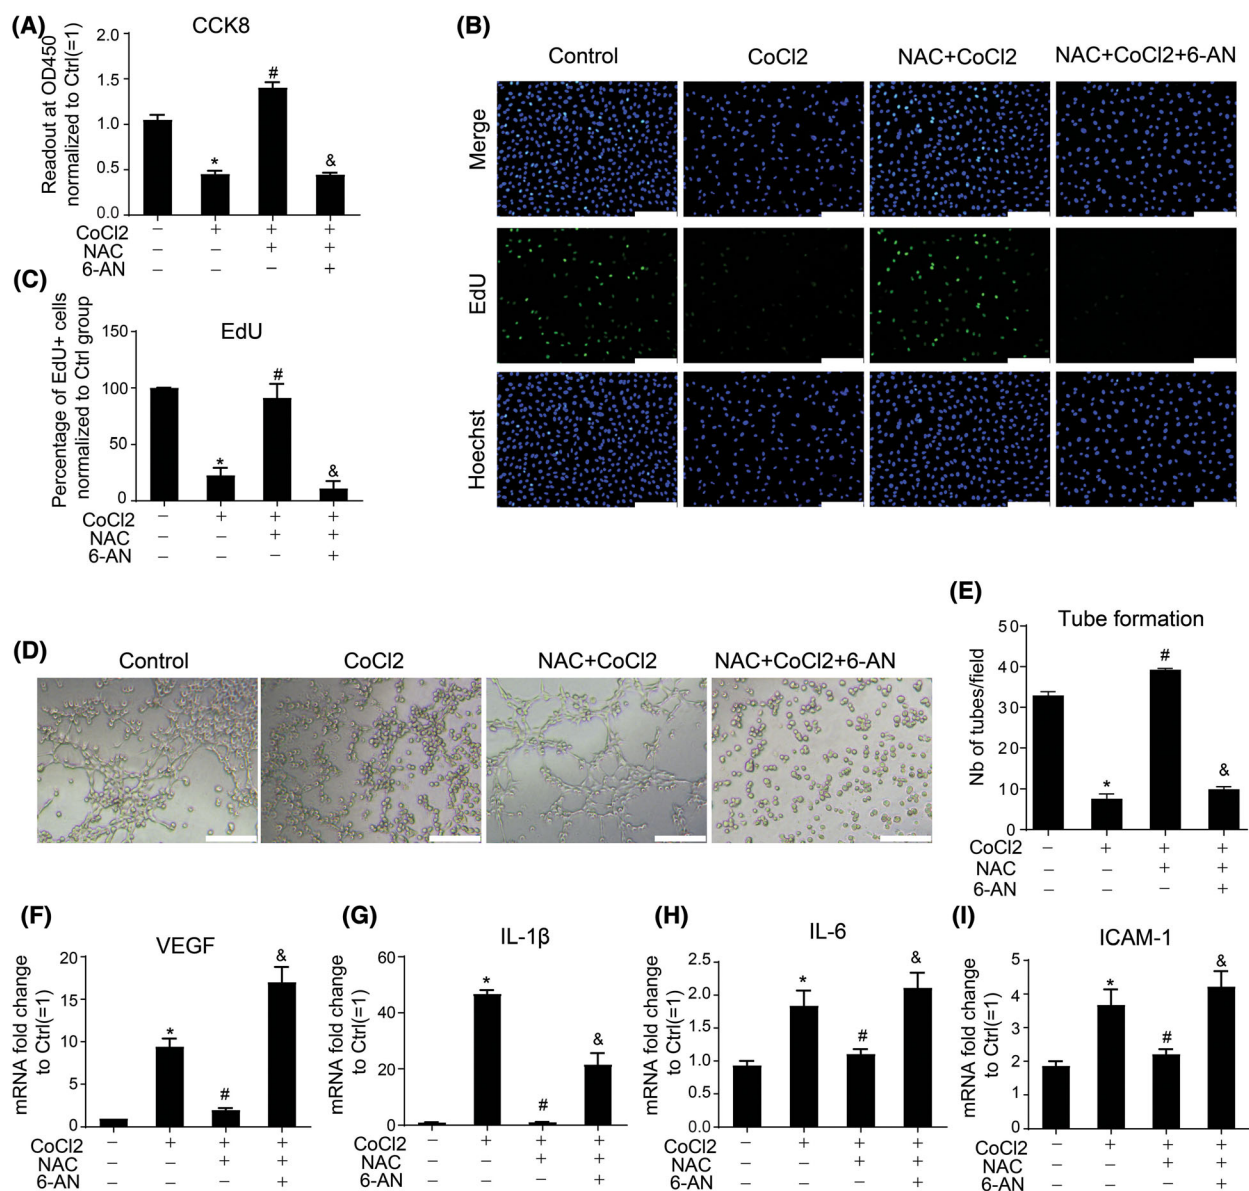 (A)
CCK8
Readout at OD450
normalized to Ctrl(=1)
2.0
1.5
1.0
0.5
0.0
*
#
&
CoCl2 − + + +
NAC − − + +
6-AN − − − +
(B)
Control CoCl2 NAC+CoCl2 NAC+CoCl2+6-AN
Merge
EdU
Hoechst
(C)
EdU
Percentage of EdU+ cells
normalized to Ctrl group
150
100
50
0
*
#
&
CoCl2 − + + +
NAC − − + +
6-AN − − − +
(D)
Control CoCl2 NAC+CoCl2 NAC+CoCl2+6-AN
(E)
Tube formation
Nb of tubes/field
50
40
30
20
10
0
*
#
&
CoCl2 − + + +
NAC − − + +
6-AN − − − +
(F)
VEGF
mRNA fold change
to Ctrl(=1)
20
15
10
5
0
*
#
&
CoCl2 − + + +
NAC − − + +
6-AN − − − +
(G)
IL-1β
mRNA fold change
to Ctrl(=1)
60
40
20
0
*
#
&
CoCl2 − + + +
NAC − − + +
6-AN − − − +
(H)
IL-6
mRNA fold change
to Ctrl(=1)
2.5
2.0
1.5
1.0
0.5
0.0
*
#
&
CoCl2 − + + +
NAC − − + +
6-AN − − − +
(I)
ICAM-1
mRNA fold change
to Ctrl(=1)
5
4
3
2
1
0
*
#
&
CoCl2 − + + +
NAC − − + +
6-AN − − − +